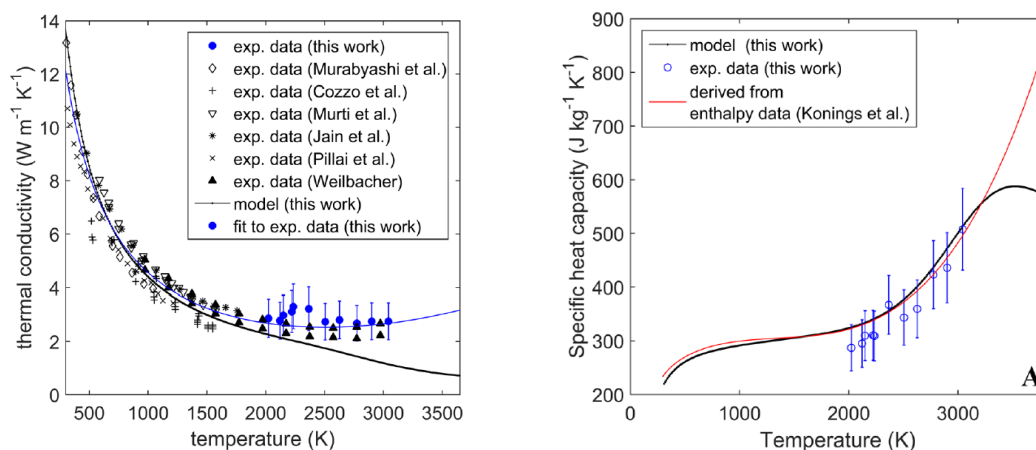 14
12
10
8
6
4
2
0
thermal conductivity (W m⁻¹ K⁻¹)
exp. data (this work)
exp. data (Murabyashi et al.)
exp. data (Cozzo et al.)
exp. data (Murti et al.)
exp. data (Jain et al.)
exp. data (Pillai et al.)
exp. data (Weilbacher)
model (this work)
fit to exp. data (this work)
500 1000 1500 2000 2500 3000 3500
temperature (K)
900
800
700
600
500
400
300
200
Specific heat capacity (J kg⁻¹ K⁻¹)
model (this work)
exp. data (this work)
derived from
enthalpy data (Konings et al.)
A
0 1000 2000 3000
Temperature (K)